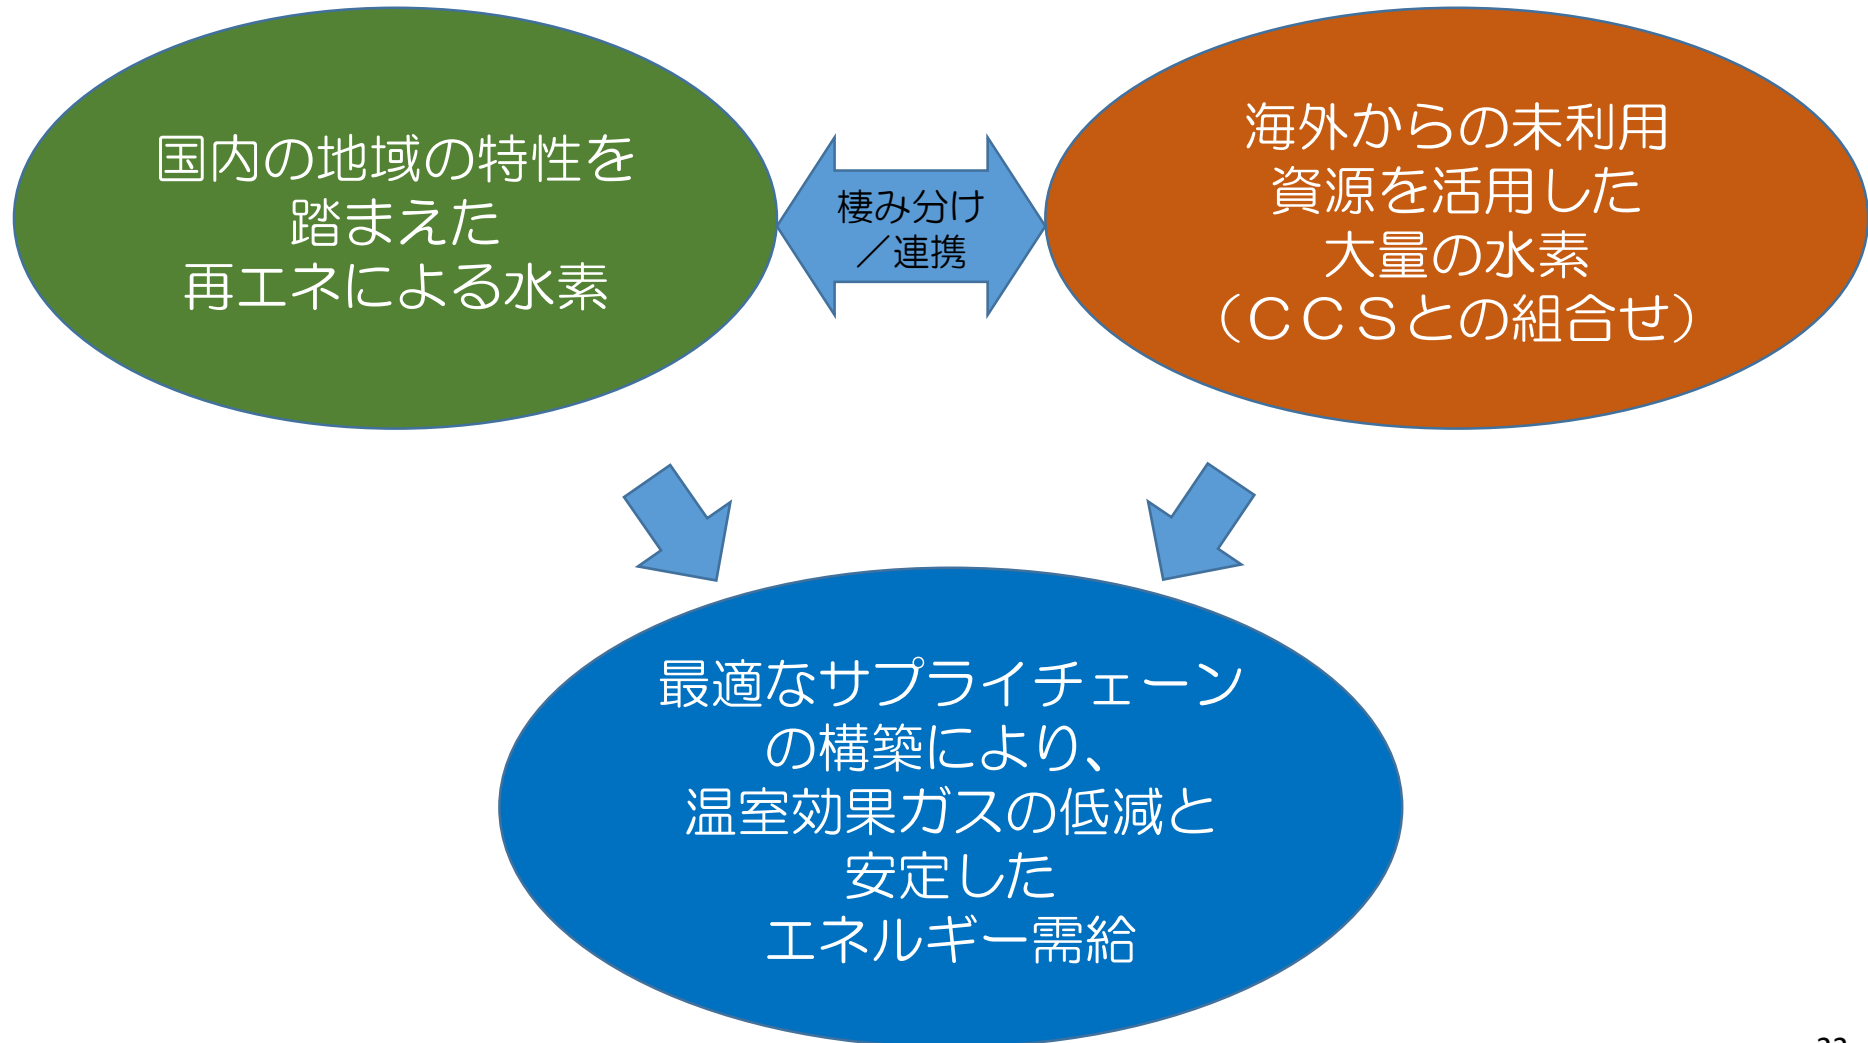 国内の地域の特性を
踏まえた
再エネによる水素
棲み分け
／連携
海外からの未利用
資源を活用した
大量の水素
（ＣＣＳとの組合せ）
最適なサプライチェーン
の構築により、
温室効果ガスの低減と
安定した
エネルギー需給